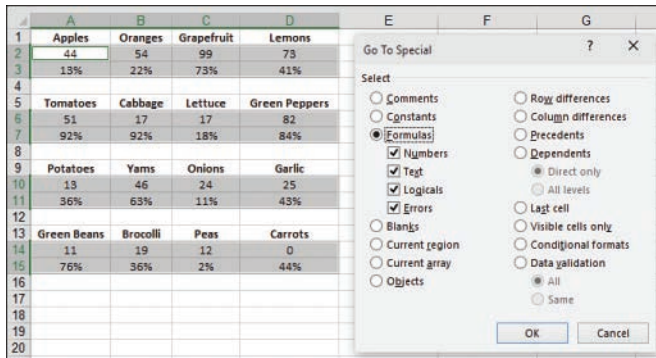 A B C D E F G
1 Apples Oranges Grapefruit Lemons
2 44 54 99 73
3 13% 22% 73% 41%
4
5 Tomatoes Cabbage Lettuce Green Peppers
6 51 17 17 82
7 92% 92% 18% 84%
8
9 Potatoes Yams Onions Garlic
10 13 46 24 25
11 36% 63% 11% 43%
12
13 Green Beans Brocolli Peas Carrots
14 11 19 12 0
15 76% 36% 2% 44%
16
17
18
19
20
Go To Special ? ×
Select
Comments
Constants
Formulas
Numbers
Text
Logicals
Errors
Blanks
Current region
Current array
Objects
Row differences
Column differences
Precedents
Dependents
Direct only
All levels
Last cell
Visible cells only
Conditional formats
Data validation
All
Same
OK Cancel